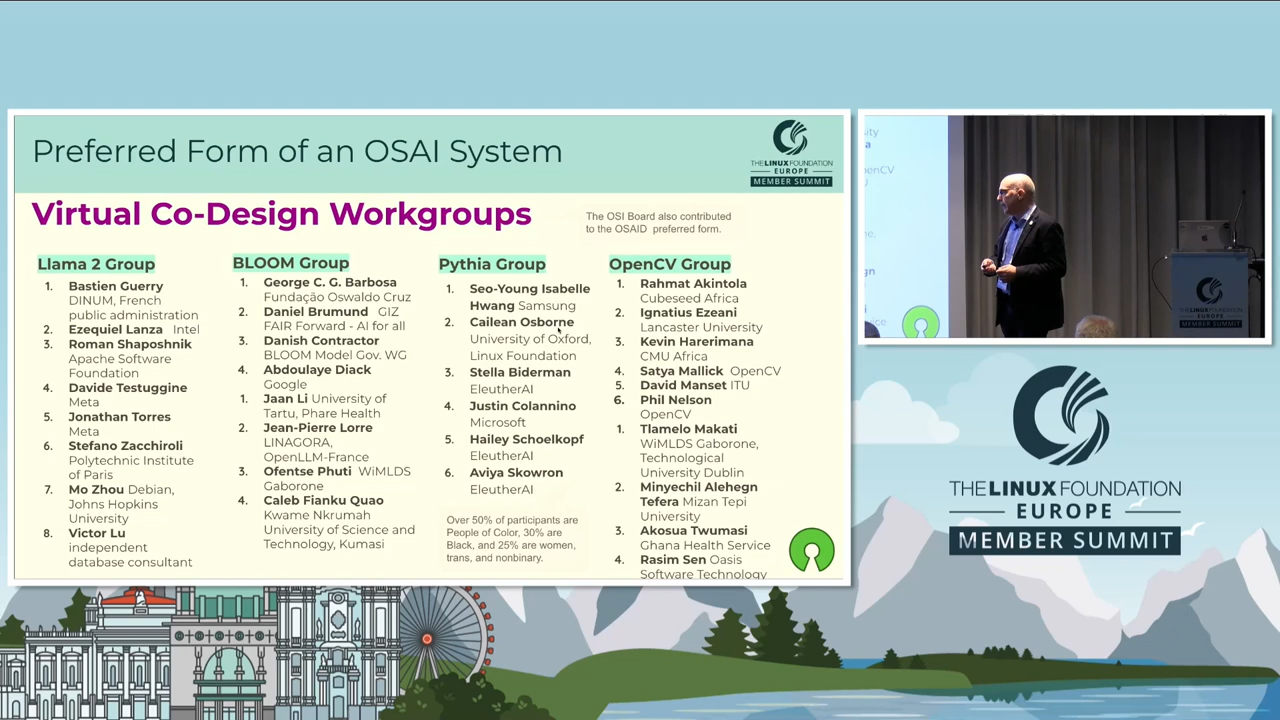 Preferred Form of an OSAI System
THE LINUX FOUNDATION
EUROPE
MEMBER SUMMIT
Virtual Co-Design Workgroups
The OSI Board also contributed
to the OSAID preferred form.
Llama 2 Group
1. Bastien Guerry
DINUM, French
public administration
2. Ezequiel Lanza Intel
3. Roman Shaposhnik
Apache Software
Foundation
4. Davide Testuggine
Meta
5. Jonathan Torres
Meta
6. Stefano Zacchiroli
Polytechnic Institute
of Paris
7. Mo Zhou Debian,
Johns Hopkins
University
8. Victor Lu
independent
database consultant
BLOOM Group
1. George C. G. Barbosa
Fundação Oswaldo Cruz
2. Daniel Brumund GIZ
FAIR Forward - AI for all
3. Danish Contractor
BLOOM Model Gov. WG
4. Abdoulaye Diack
Google
1. Jaan Li University of
Tartu, Phare Health
2. Jean-Pierre Lorre
LINAGORA,
OpenLLM-France
3. Ofentse Phuti WiMLDS
Gaborone
4. Caleb Fianku Quao
Kwame Nkrumah
University of Science and
Technology, Kumasi
Pythia Group
1. Seo-Young Isabelle
Hwang Samsung
2. Cailean Osborne
University of Oxford,
Linux Foundation
3. Stella Biderman
EleutherAI
4. Justin Colannino
Microsoft
5. Hailey Schoelkopf
EleutherAI
6. Aviya Skowron
EleutherAI
Over 50% of participants are
People of Color, 30% are
Black, and 25% are women,
trans, and nonbinary.
OpenCV Group
1. Rahmat Akintola
Cubeseed Africa
2. Ignatius Ezeani
Lancaster University
3. Kevin Harerimana
CMU Africa
4. Satya Mallick OpenCV
5. David Manset ITU
6. Phil Nelson
OpenCV
1. Tlamelo Makati
WiMLDS Gaborone,
Technological
University Dublin
2. Minyechil Alehegn
Tefera Mizan Tepi
University
3. Akosua Twumasi
Ghana Health Service
4. Rasim Sen Oasis
Software Technology
THE LINUX FOUNDATION
EUROPE
MEMBER SUMMIT